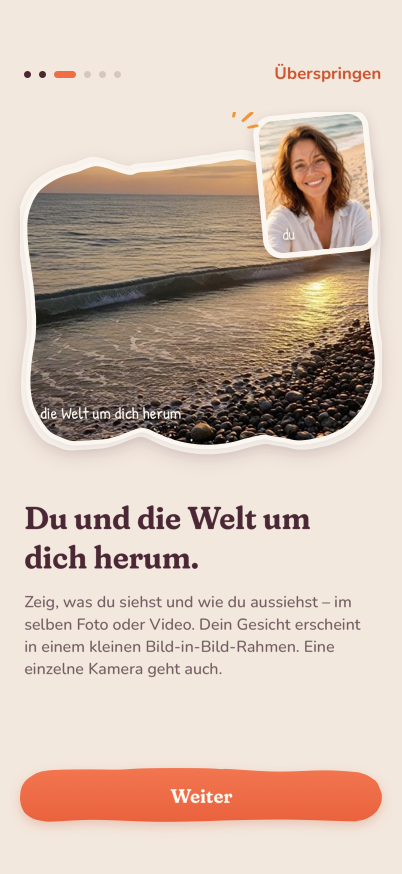 Überspringen
du
die Welt um dich herum
Du und die Welt um
dich herum.
Zeig, was du siehst und wie du aussiehst – im
selben Foto oder Video. Dein Gesicht erscheint
in einem kleinen Bild-in-Bild-Rahmen. Eine
einzelne Kamera geht auch.
Weiter